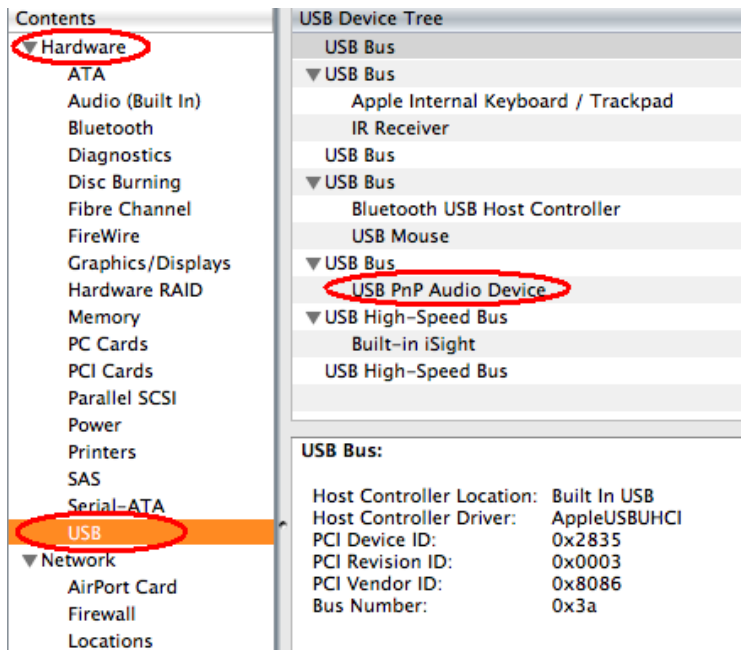 Contents
Hardware
ATA
Audio (Built In)
Bluetooth
Diagnostics
Disc Burning
Fibre Channel
FireWire
Graphics/Displays
Hardware RAID
Memory
PC Cards
PCI Cards
Parallel SCSI
Power
Printers
SAS
Serial-ATA
USB
Network
AirPort Card
Firewall
Locations
USB Device Tree
USB Bus
USB Bus
Apple Internal Keyboard / Trackpad
IR Receiver
USB Bus
USB Bus
Bluetooth USB Host Controller
USB Mouse
USB Bus
USB PnP Audio Device
USB High-Speed Bus
Built-in iSight
USB High-Speed Bus
USB Bus:
Host Controller Location: Built In USB
Host Controller Driver: AppleUSBUHCI
PCI Device ID: 0x2835
PCI Revision ID: 0x0003
PCI Vendor ID: 0x8086
Bus Number: 0x3a